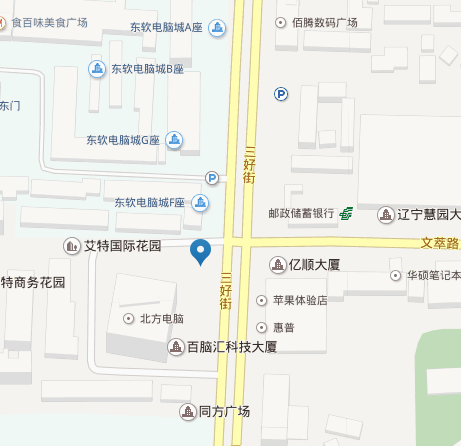 食百味美食广场
东软电脑城A座
佰腾数码广场
东软电脑城B座
P
东门
东软电脑城G座
三好街
P
东软电脑城F座
邮政储蓄银行
辽宁慧园大
艾特国际花园
文萃路
亿顺大厦
特商务花园
三好街
华硕笔记本
苹果体验店
北方电脑
惠普
百脑汇科技大厦
同方广场